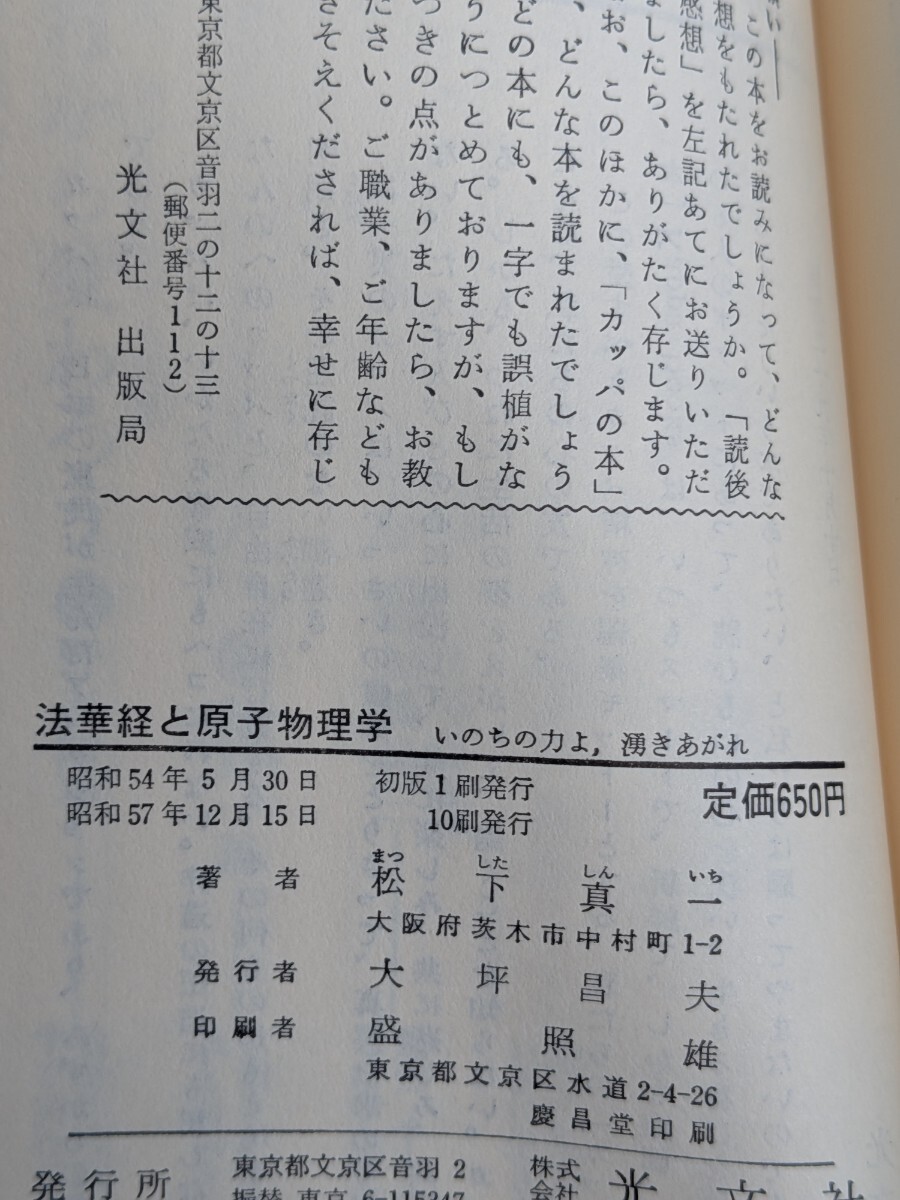 この本をお読みになって、どんな
想をもたれたでしょうか。「読後
感想」を左記あてにお送りいただ
ましたら、ありがたく存じます。
お、このほかに、「カッパの本」
、どんな本を読まれたでしょう
どの本にも、一字でも誤植がな
うにつとめておりますが、もし
づきの点がありましたら、お教
ださい。ご職業、ご年齢なども
きそえくだされば、幸せに存じ
東京都文京区音羽二の十二の十三
(郵便番号112)
光文社 出版局
法華経と原子物理学 いのちの力よ,湧きあがれ
昭和54年5月30日 初版1刷発行
昭和57年12月15日 10刷発行
定価650円
まつ した しん いち
著者 松下真一
大阪府茨木市中村町1-2
発行者 大坪昌夫
印刷者 盛照雄
東京都文京区水道2-4-26
慶昌堂印刷
発行所 東京都文京区音羽2 株式会社 光文社
振替東京6-115347